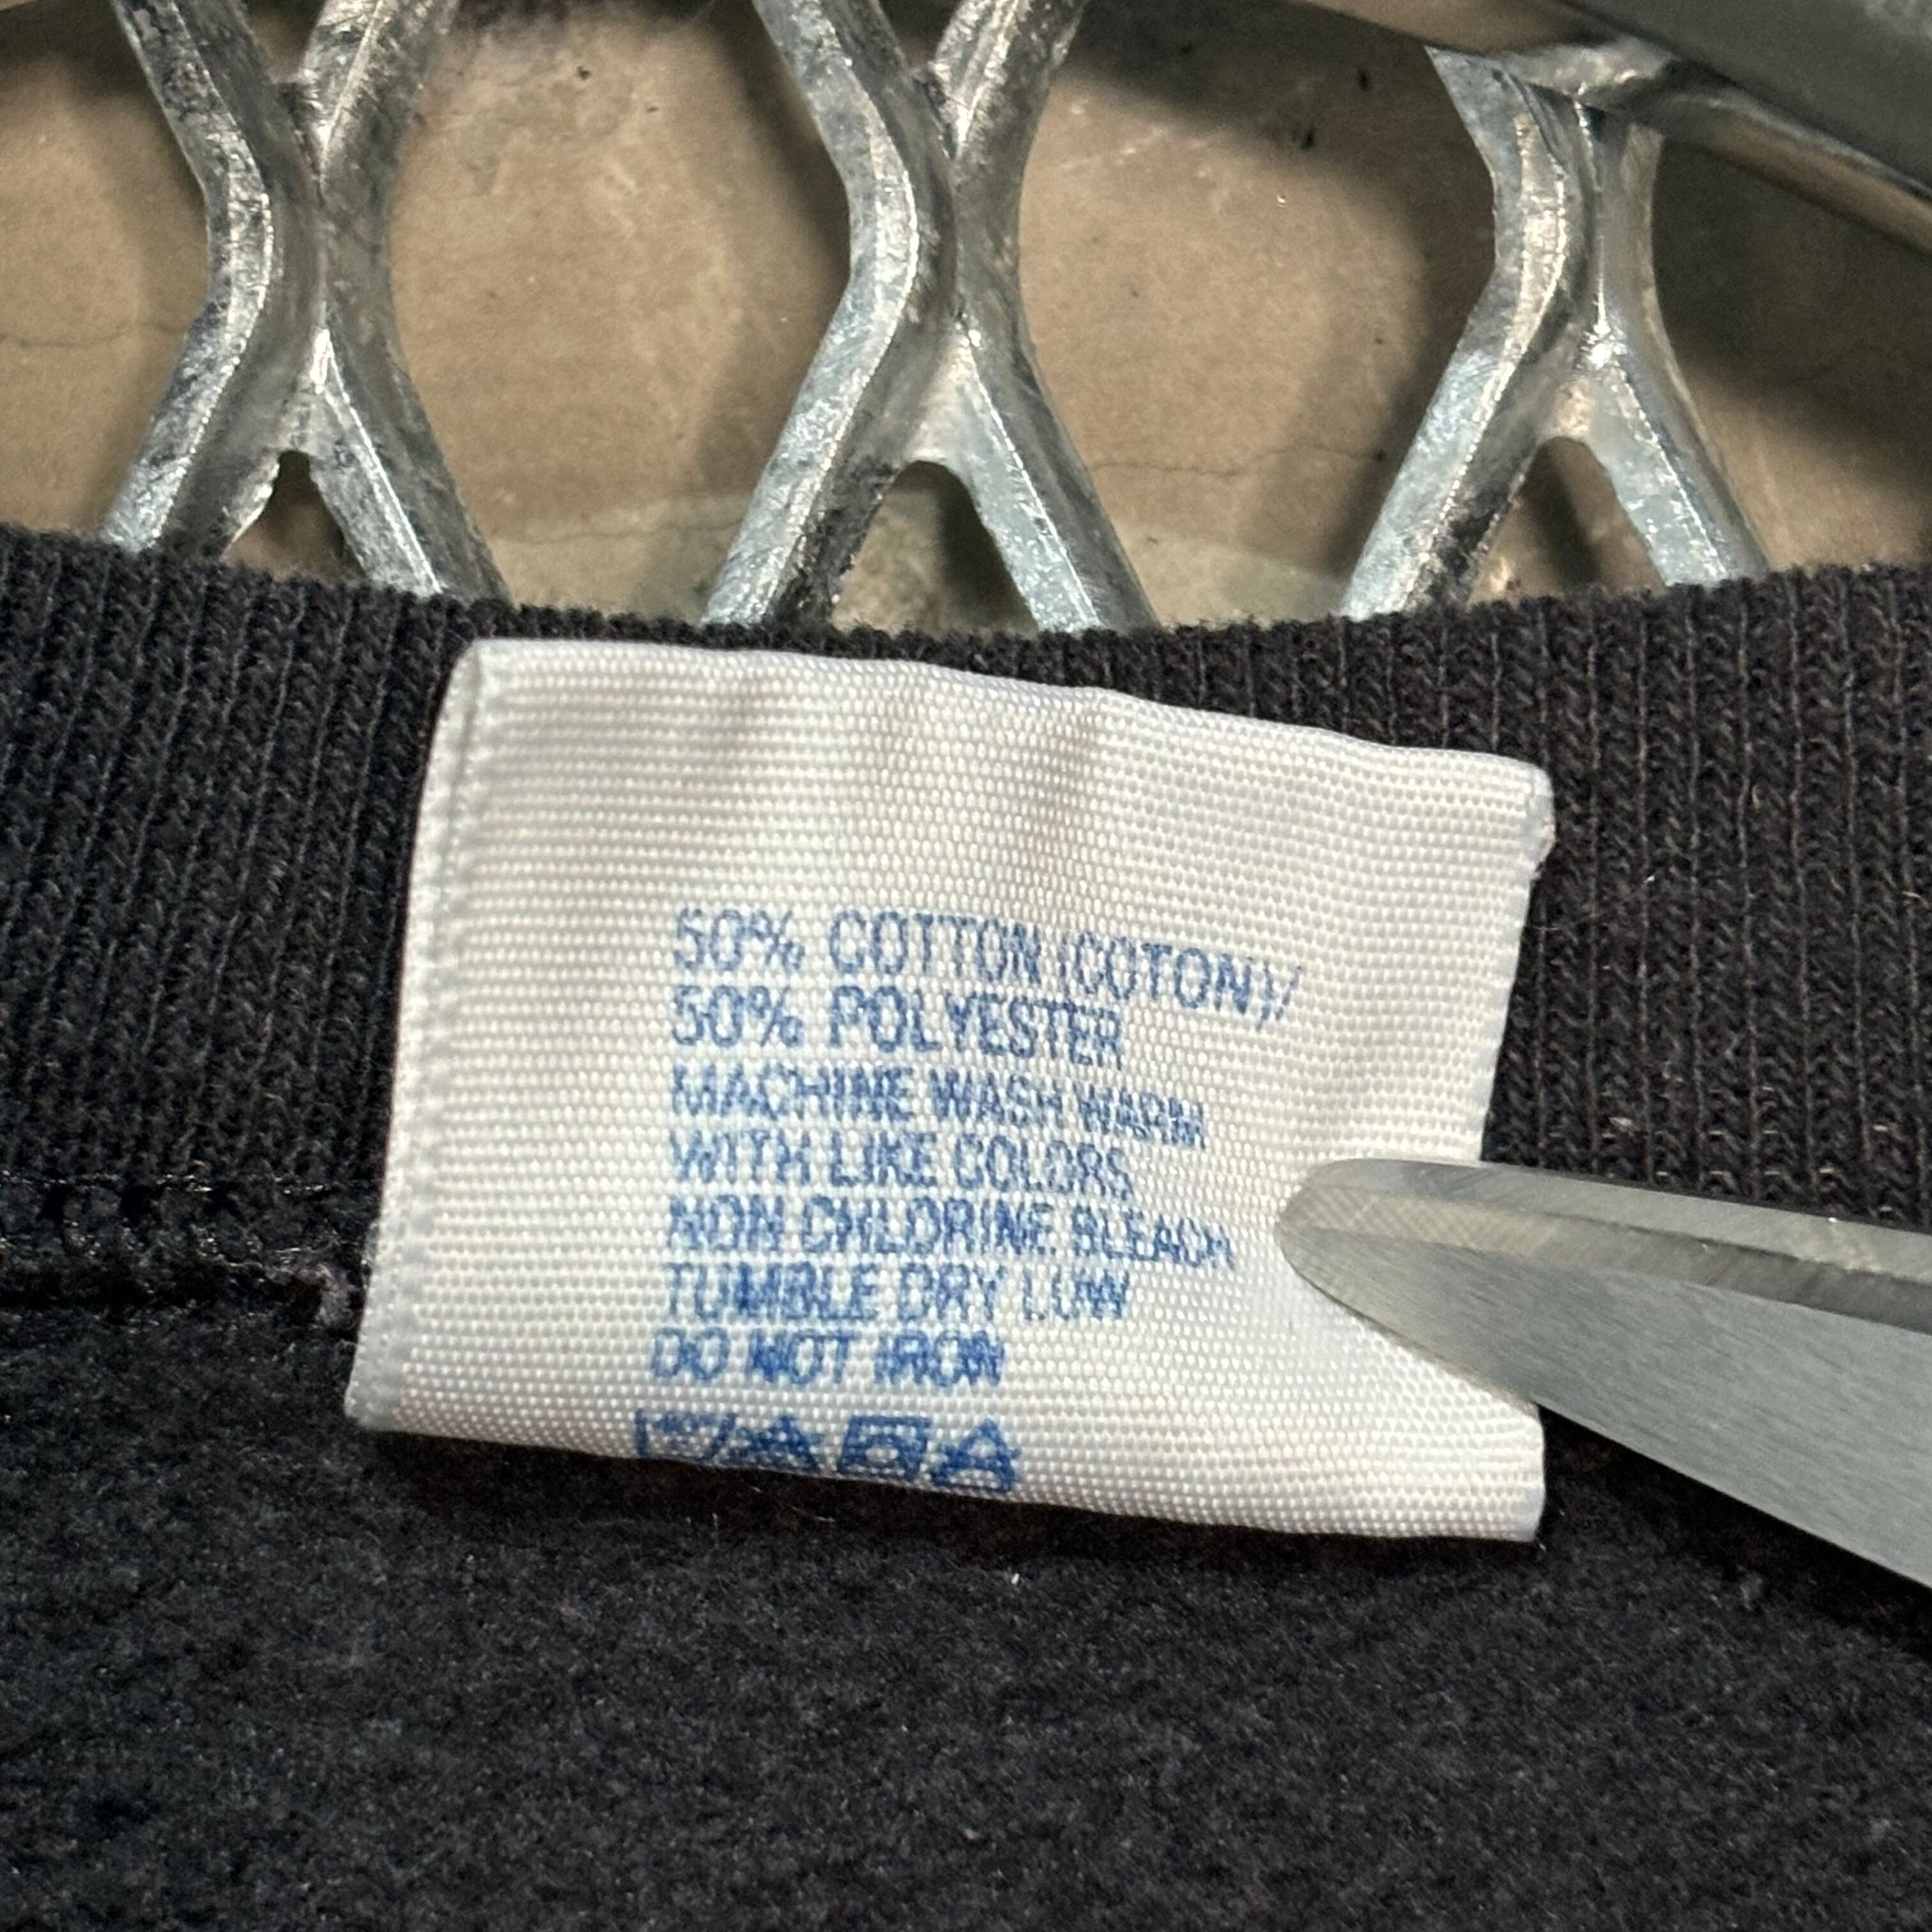 50% COTTON (COTON)/
50% POLYESTER
MACHINE WASH WARM
WITH LIKE COLORS
NON CHLORINE BLEACH
TUMBLE DRY LOW
DO NOT IRON